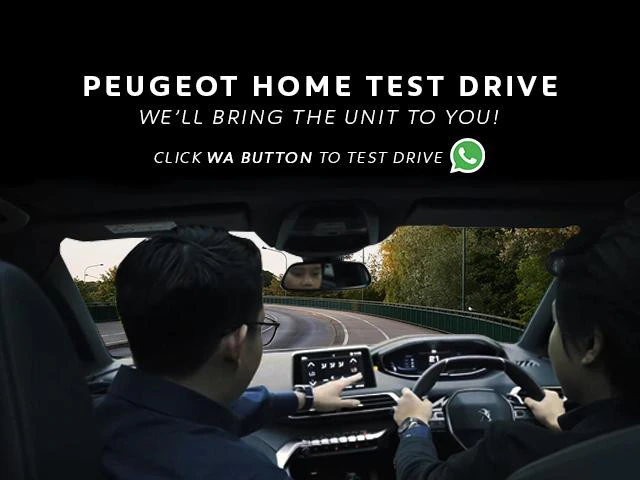 PEUGEOT HOME TEST DRIVE
WE'LL BRING THE UNIT TO YOU!
CLICK WA BUTTON TO TEST DRIVE